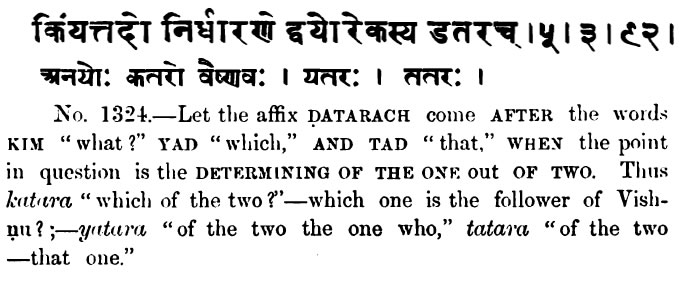 किंयत्तदो निर्धारणे द्वयोरेकस्य डतरच् ।५।३।९२।
अनयोः कतरो वैष्णवः । यतरः । ततरः ।
No. 1324.—Let the affix ḌATARACH come AFTER the words
KIM "what?" YAD "which," AND TAD "that," WHEN the point
in question is the DETERMINING OF THE ONE out OF TWO. Thus
katara "which of the two?"—which one is the follower of Vish-
ṇu?;—yatara "of the two the one who," tatara "of the two
—that one."